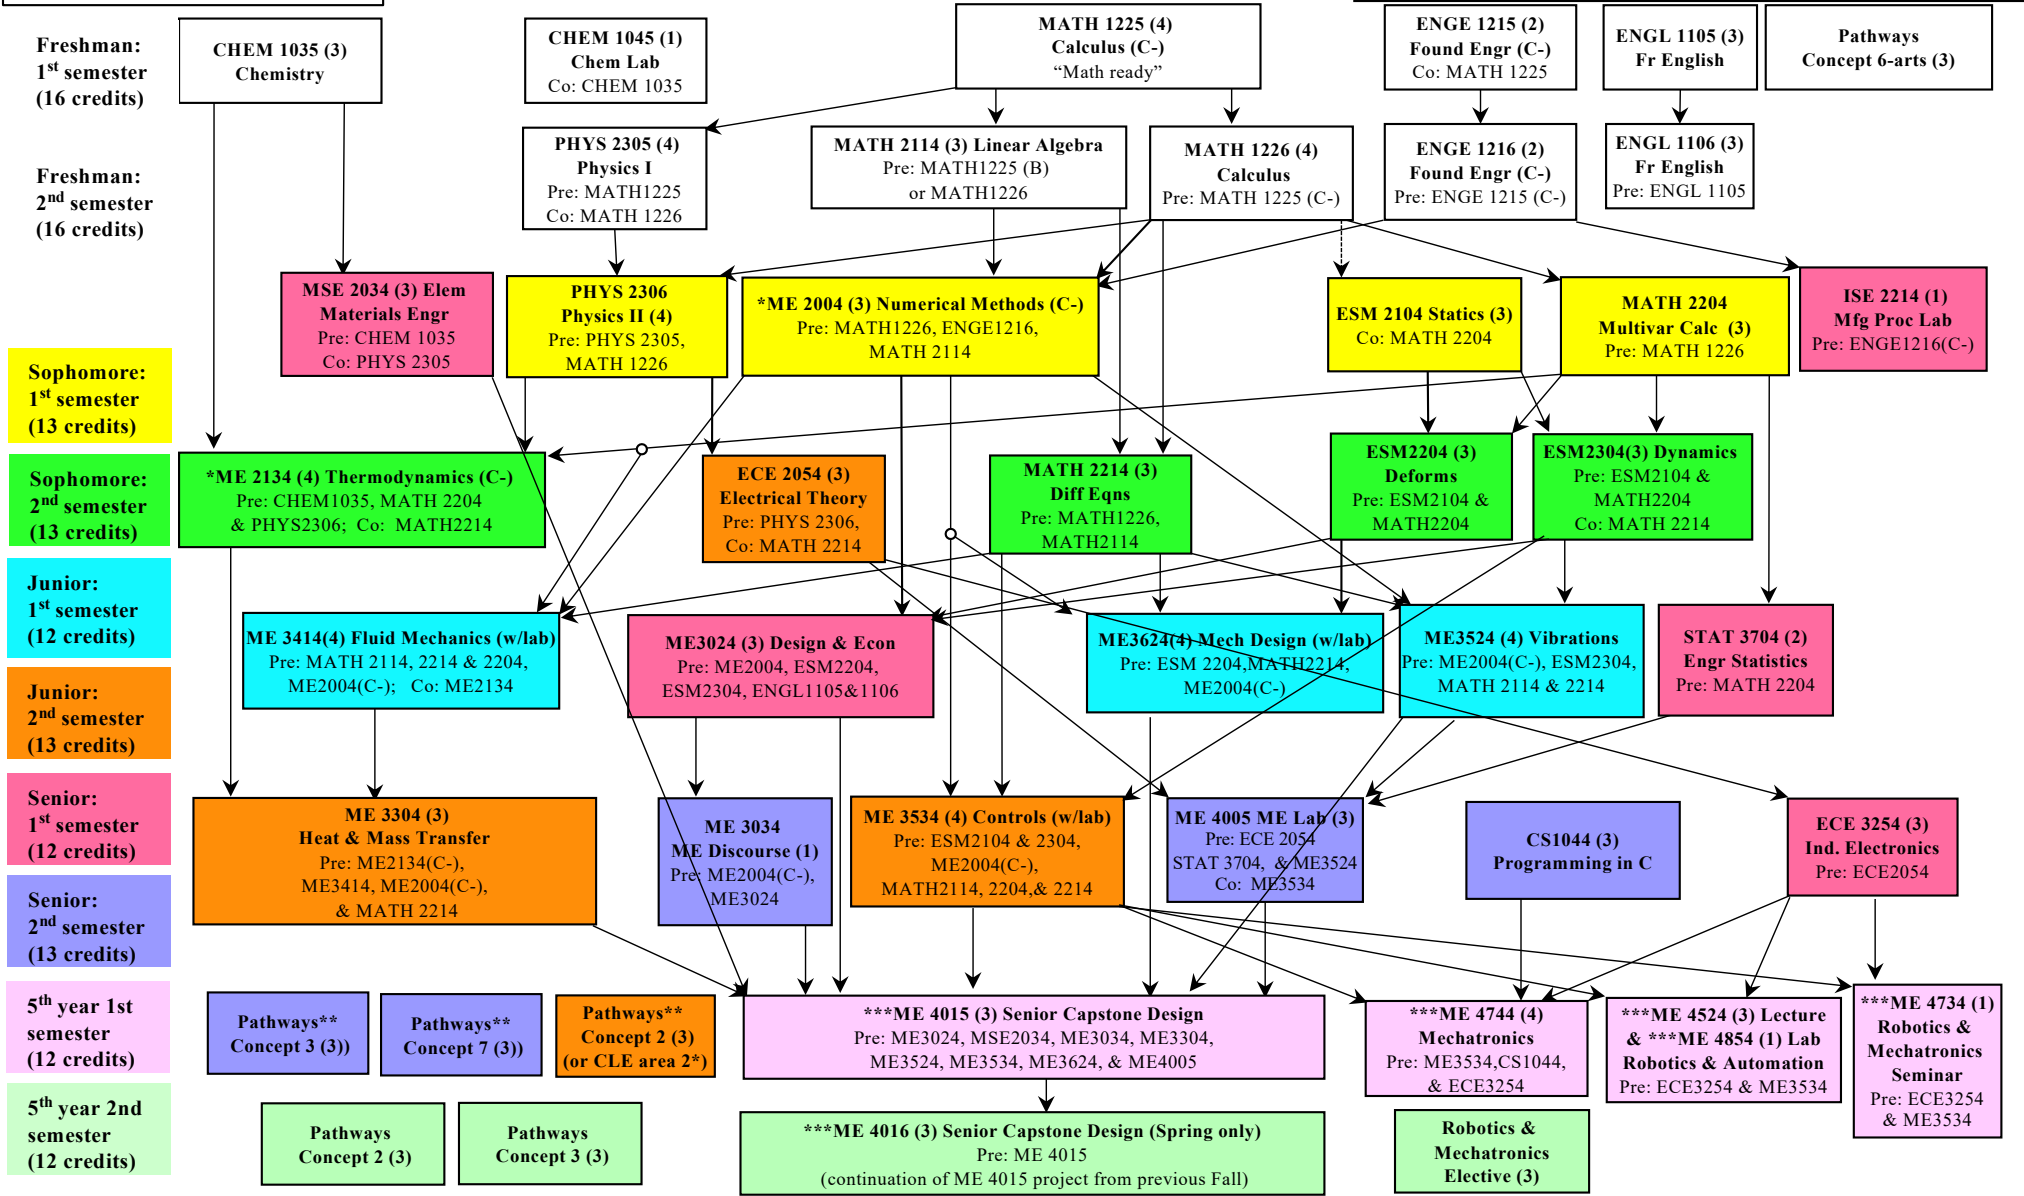 Freshman:
1st semester
(16 credits)
CHEM 1035 (3)
Chemistry
CHEM 1045 (1)
Chem Lab
Co: CHEM 1035
MATH 1225 (4)
Calculus (C-)
“Math ready”
ENGE 1215 (2)
Found Engr (C-)
Co: MATH 1225
ENGL 1105 (3)
Fr English
Pathways
Concept 6-arts (3)
Freshman:
2nd semester
(16 credits)
PHYS 2305 (4)
Physics I
Pre: MATH1225
Co: MATH 1226
MATH 2114 (3) Linear Algebra
Pre: MATH1225 (B)
or MATH1226
MATH 1226 (4)
Calculus
Pre: MATH 1225 (C-)
ENGE 1216 (2)
Found Engr (C-)
Pre: ENGE 1215 (C-)
ENGL 1106 (3)
Fr English
Pre: ENGL 1105
MSE 2034 (3) Elem
Materials Engr
Pre: CHEM 1035
Co: PHYS 2305
PHYS 2306
Physics II (4)
Pre: PHYS 2305,
MATH 1226
*ME 2004 (3) Numerical Methods (C-)
Pre: MATH1226, ENGE1216,
MATH 2114
ESM 2104 Statics (3)
Co: MATH 2204
MATH 2204
Multivar Calc  (3)
Pre: MATH 1226
ISE 2214 (1)
Mfg Proc Lab
Pre: ENGE1216(C-)
Sophomore:
1st semester
(13 credits)
Sophomore:
2nd semester
(13 credits)
*ME 2134 (4) Thermodynamics (C-)
Pre: CHEM1035, MATH 2204
& PHYS2306;  Co:  MATH2214
ECE 2054 (3)
Electrical Theory
Pre: PHYS 2306,
Co: MATH 2214
MATH 2214 (3)
Diff Eqns
Pre: MATH1226,
MATH2114
ESM2204 (3)
Deforms
Pre: ESM2104 &
MATH2204
ESM2304(3) Dynamics
Pre: ESM2104 &
MATH2204
Co: MATH 2214
Junior:
1st semester
(12 credits)
ME 3414(4) Fluid Mechanics (w/lab)
Pre: MATH 2114, 2214 & 2204,
ME2004(C-);   Co: ME2134
ME3024 (3) Design & Econ
Pre: ME2004, ESM2204,
ESM2304, ENGL1105&1106
ME3624(4) Mech Design (w/lab)
Pre: ESM 2204,MATH2214,
ME2004(C-)
ME3524 (4) Vibrations
Pre: ME2004(C-), ESM2304,
MATH 2114 & 2214
STAT 3704 (2)
Engr Statistics
Pre: MATH 2204
Junior:
2nd semester
(13 credits)
Senior:
1st semester
(12 credits)
ME 3304 (3)
Heat & Mass Transfer
Pre: ME2134(C-),
ME3414, ME2004(C-),
& MATH 2214
ME 3034
ME Discourse (1)
Pre: ME2004(C-),
ME3024
ME 3534 (4) Controls (w/lab)
Pre: ESM2104 & 2304,
ME2004(C-),
MATH2114, 2204,& 2214
ME 4005 ME Lab (3)
Pre: ECE 2054
STAT 3704,  & ME3524
Co:  ME3534
CS1044 (3)
Programming in C
ECE 3254 (3)
Ind. Electronics
Pre: ECE2054
Senior:
2nd semester
(13 credits)
5th year 1st
semester
(12 credits)
Pathways**
Concept 3 (3))
Pathways**
Concept 7 (3))
Pathways**
Concept 2 (3)
(or CLE area 2*)
***ME 4015 (3) Senior Capstone Design
Pre: ME3024, MSE2034, ME3034, ME3304,
ME3524, ME3534, ME3624, & ME4005
***ME 4744 (4)
Mechatronics
Pre: ME3534,CS1044,
& ECE3254
***ME 4524 (3) Lecture
& ***ME 4854 (1) Lab
Robotics & Automation
Pre: ECE3254 & ME3534
***ME 4734 (1)
Robotics &
Mechatronics
Seminar
Pre: ECE3254
& ME3534
5th year 2nd
semester
(12 credits)
Pathways
Concept 2 (3)
Pathways
Concept 3 (3)
***ME 4016 (3) Senior Capstone Design (Spring only)
Pre: ME 4015
(continuation of ME 4015 project from previous Fall)
Robotics &
Mechatronics
Elective (3)